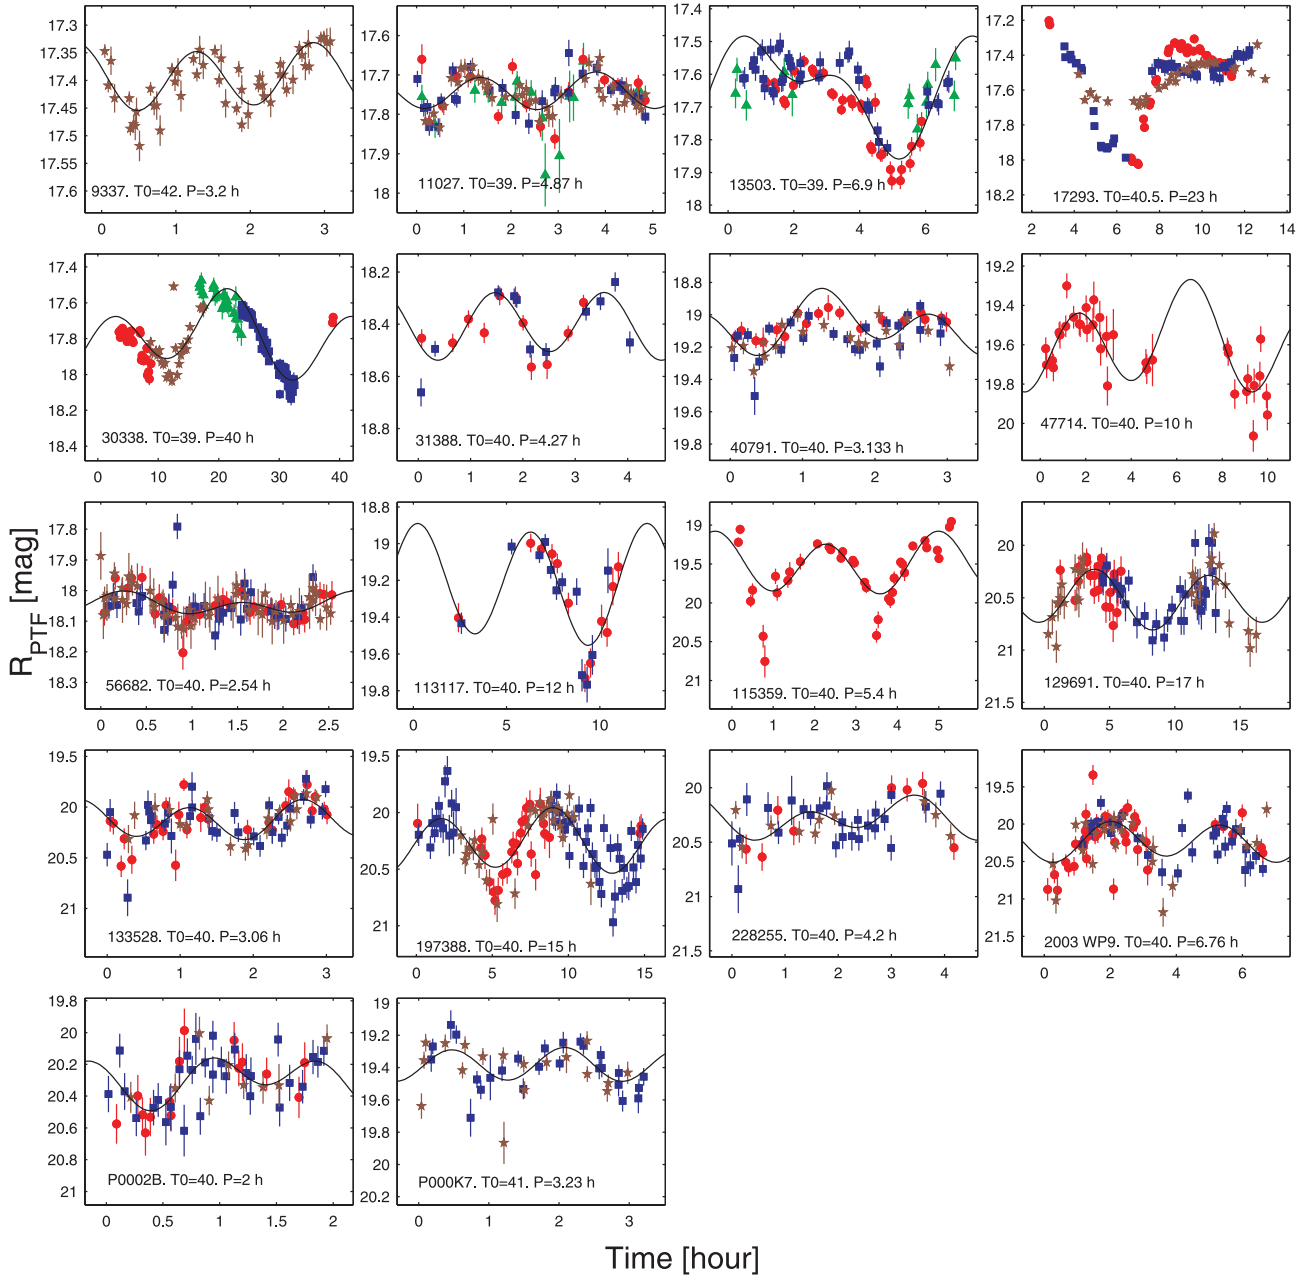 17.3
17.35
17.4
17.45
17.5
17.55
17.6
9337. T0=42. P=3.2 h
0 1 2 3
17.6
17.7
17.8
17.9
18
11027. T0=39. P=4.87 h
0 1 2 3 4 5
17.4
17.5
17.6
17.7
17.8
17.9
18
13503. T0=39. P=6.9 h
0 2 4 6
17.2
17.4
17.6
17.8
18
18.2
17293. T0=40.5. P=23 h
2 4 6 8 10 12 14
17.4
17.6
17.8
18
18.2
18.4
30338. T0=39. P=40 h
0 10 20 30 40
18.2
18.4
18.6
18.8
31388. T0=40. P=4.27 h
0 1 2 3 4
18.8
19
19.2
19.4
19.6
19.8
40791. T0=40. P=3.133 h
0 1 2 3
19.2
19.4
19.6
19.8
20
47714. T0=40. P=10 h
0 2 4 6 8 10
R_PTF [mag]
17.8
17.9
18
18.1
18.2
18.3
56682. T0=40. P=2.54 h
0 0.5 1 1.5 2 2.5
18.8
19
19.2
19.4
19.6
19.8
113117. T0=40. P=12 h
0 5 10
19
19.5
20
20.5
21
115359. T0=40. P=5.4 h
0 1 2 3 4 5
20
20.5
21
21.5
129691. T0=40. P=17 h
0 5 10 15
19.5
20
20.5
21
133528. T0=40. P=3.06 h
0 1 2 3
19.5
20
20.5
21
197388. T0=40. P=15 h
0 5 10 15
19.5
20
20.5
21
21.5
228255. T0=40. P=4.2 h
0 1 2 3 4
19.5
20
20.5
21
21.5
2003 WP9. T0=40. P=6.76 h
0 2 4 6
19.8
20
20.2
20.4
20.6
20.8
21
P0002B. T0=40. P=2 h
0 0.5 1 1.5 2
19
19.2
19.4
19.6
19.8
20
20.2
P000K7. T0=41. P=3.23 h
0 1 2 3
Time [hour]